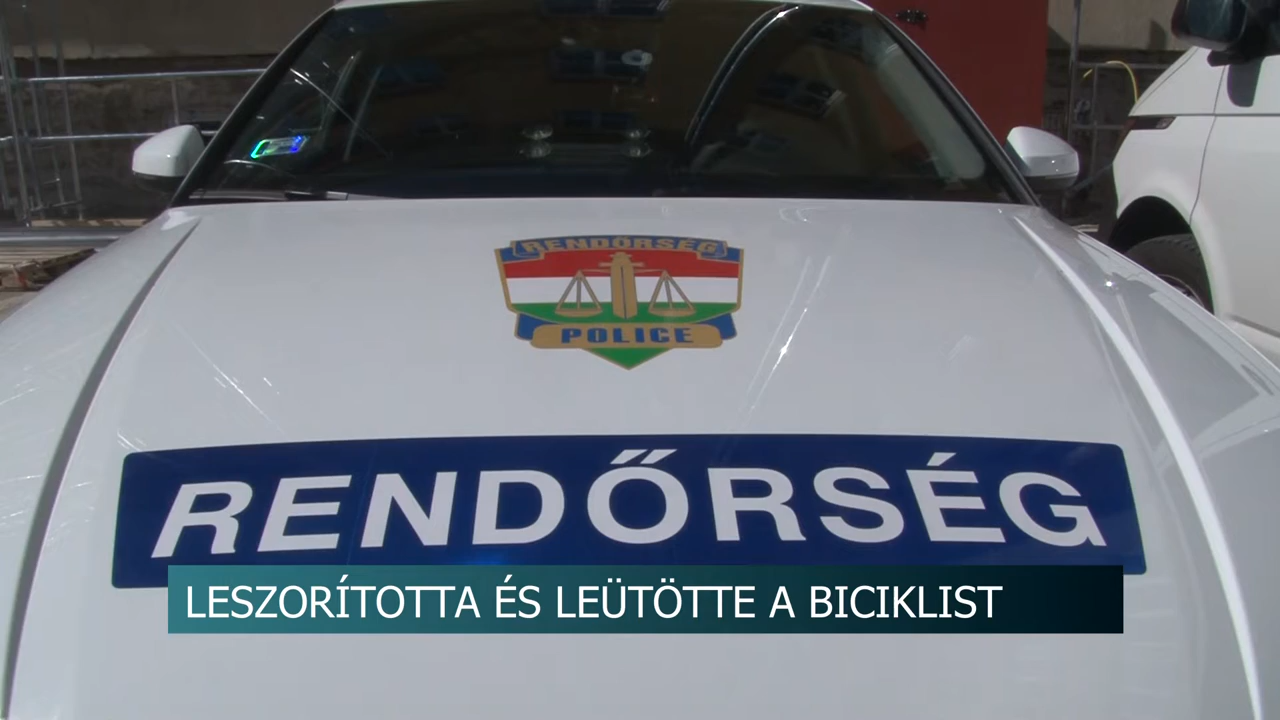 RENDŐRSÉG
POLICE
RENDŐRSÉG
LESZORÍTOTTA ÉS LEÜTÖTTE A BICIKLIST